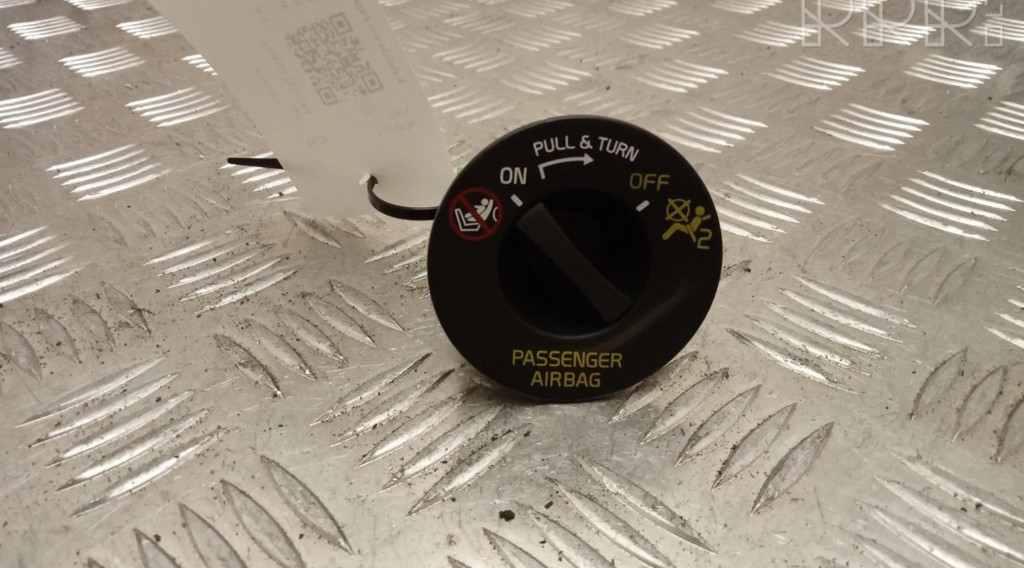 RRR.
PULL & TURN
ON
OFF
2
PASSENGER
AIRBAG